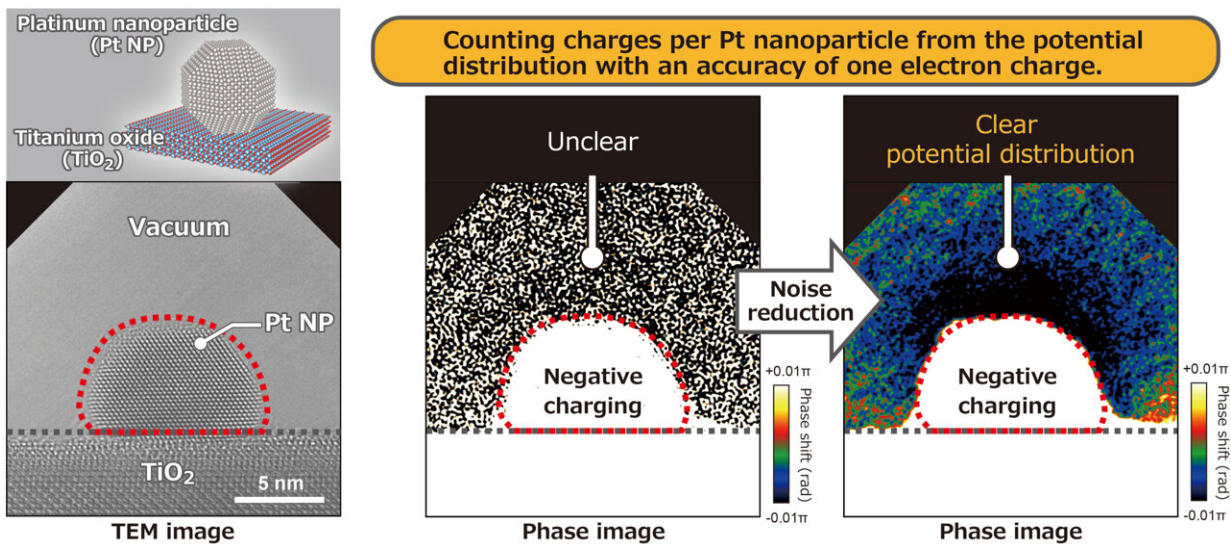 Platinum nanoparticle
(Pt NP)
Titanium oxide
(TiO₂)
Vacuum
Pt NP
TiO₂
5 nm
TEM image
Counting charges per Pt nanoparticle from the potential
distribution with an accuracy of one electron charge.
Unclear
Negative
charging
+0.01π
Phase shift (rad)
-0.01π
Phase image
Noise
reduction
Clear
potential distribution
Negative
charging
+0.01π
Phase shift (rad)
-0.01π
Phase image